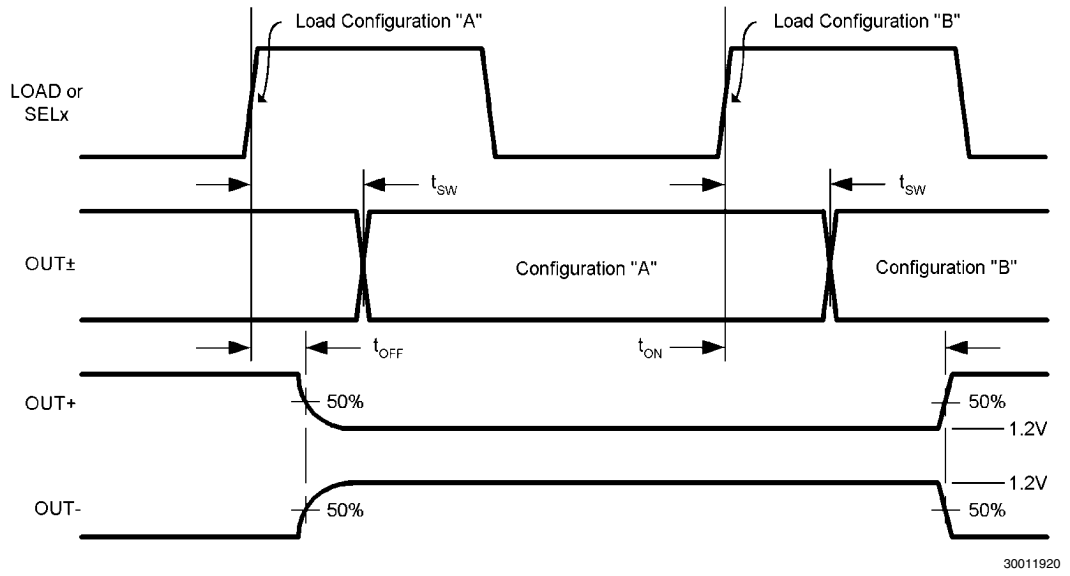 Load Configuration "A"
Load Configuration "B"
LOAD or
SELx
tSW
tSW
OUT±
Configuration "A"
Configuration "B"
tOFF
tON
OUT+
50%
50%
1.2V
1.2V
OUT-
50%
50%
30011920